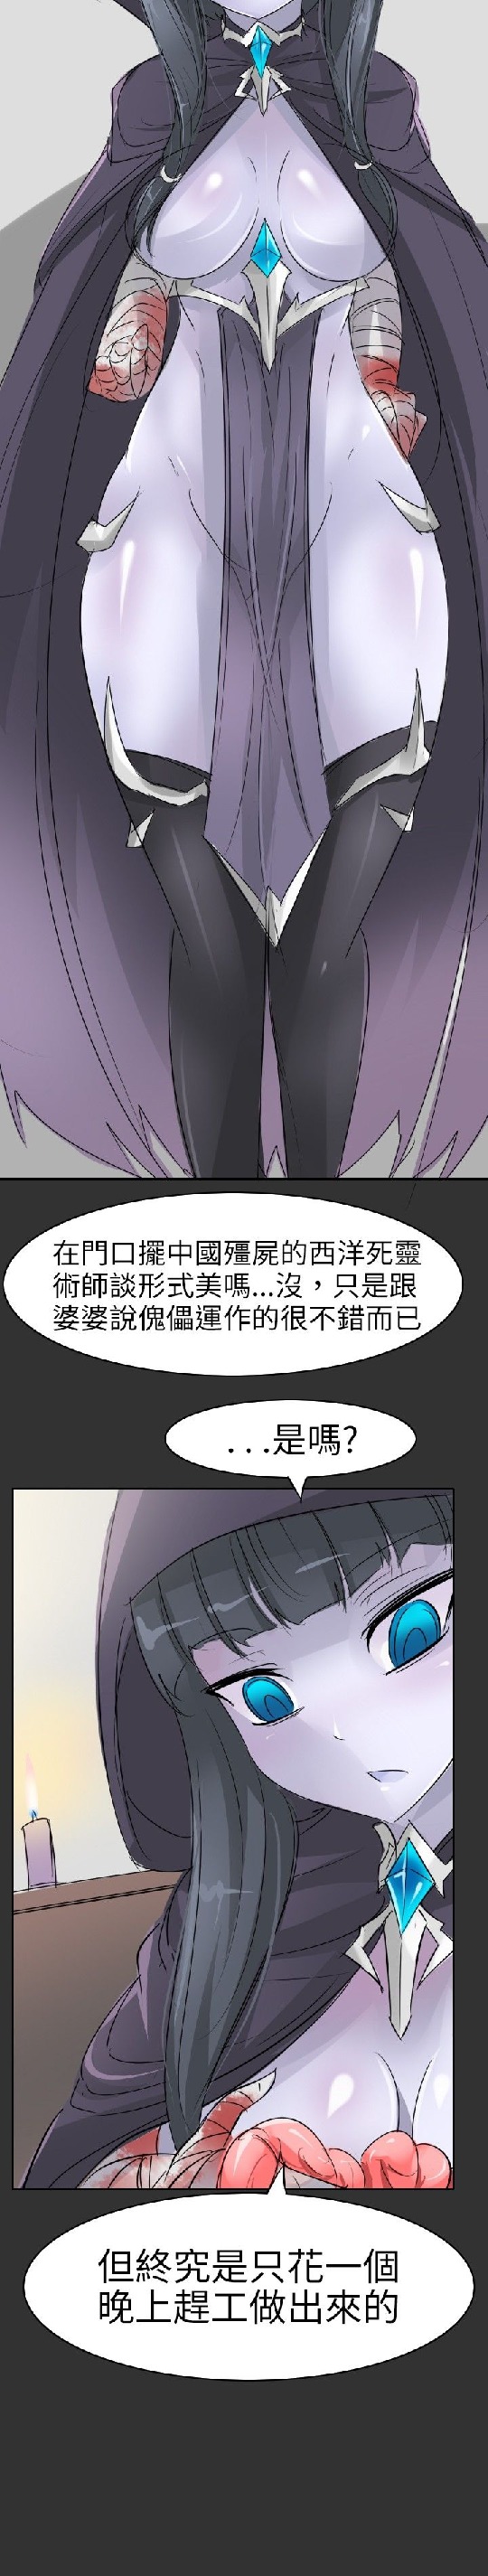 在門口擺中國殭屍的西洋死靈
術師談形式美嗎...沒，只是跟
婆婆說傀儡運作的很不錯而已
...是嗎?
但終究是只花一個
晚上趕工做出來的